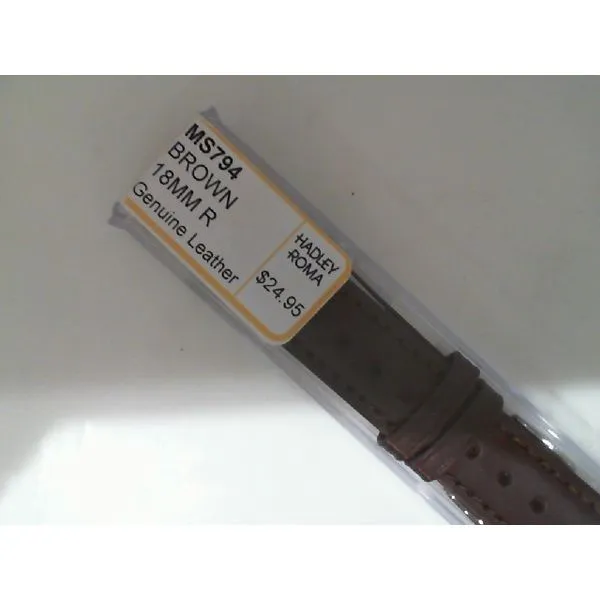 MS794
BROWN
18MM R
Genuine Leather
HADLEY
ROMA
$24.95